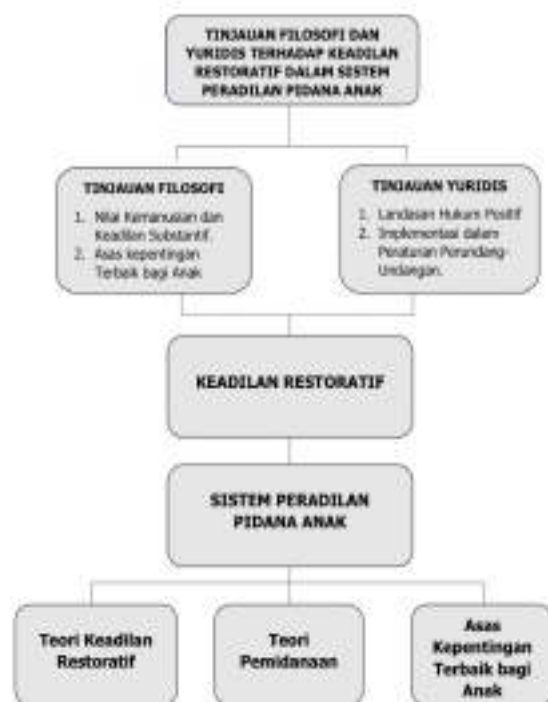 TINJAUAN FILOSOFI DAN
YURIDIS TERHADAP KEADILAN
RESTORATIF DALAM SISTEM
PERADILAN PIDANA ANAK
TINJAUAN FILOSOFI
1. Nilai Kemanusian dan
Keadilan Substantif.
2. Asas kepentingan
Terbaik bagi Anak
TINJAUAN YURIDIS
1. Landasan Hukum Positif
2. Implementasi dalam
Peraturan Perundang-
Undangan.
KEADILAN RESTORATIF
SISTEM PERADILAN
PIDANA ANAK
Teori Keadilan
Restoratif
Teori
Pemidanaan
Asas
Kepentingan
Terbaik bagi
Anak